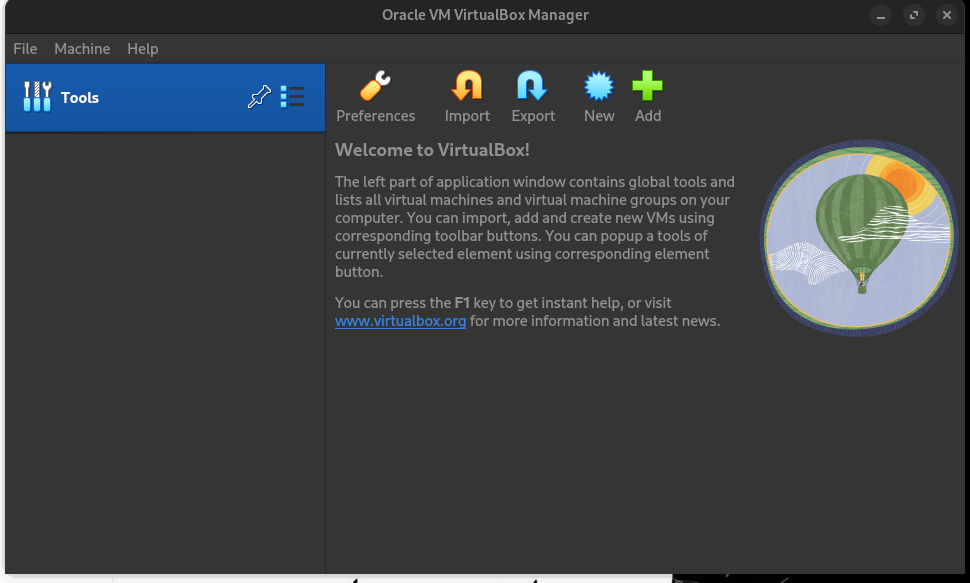 Oracle VM VirtualBox Manager
File Machine Help
Tools
Preferences Import Export New Add
Welcome to VirtualBox!
The left part of application window contains global tools and
lists all virtual machines and virtual machine groups on your
computer. You can import, add and create new VMs using
corresponding toolbar buttons. You can popup a tools of
currently selected element using corresponding element
button.
You can press the F1 key to get instant help, or visit
www.virtualbox.org for more information and latest news.